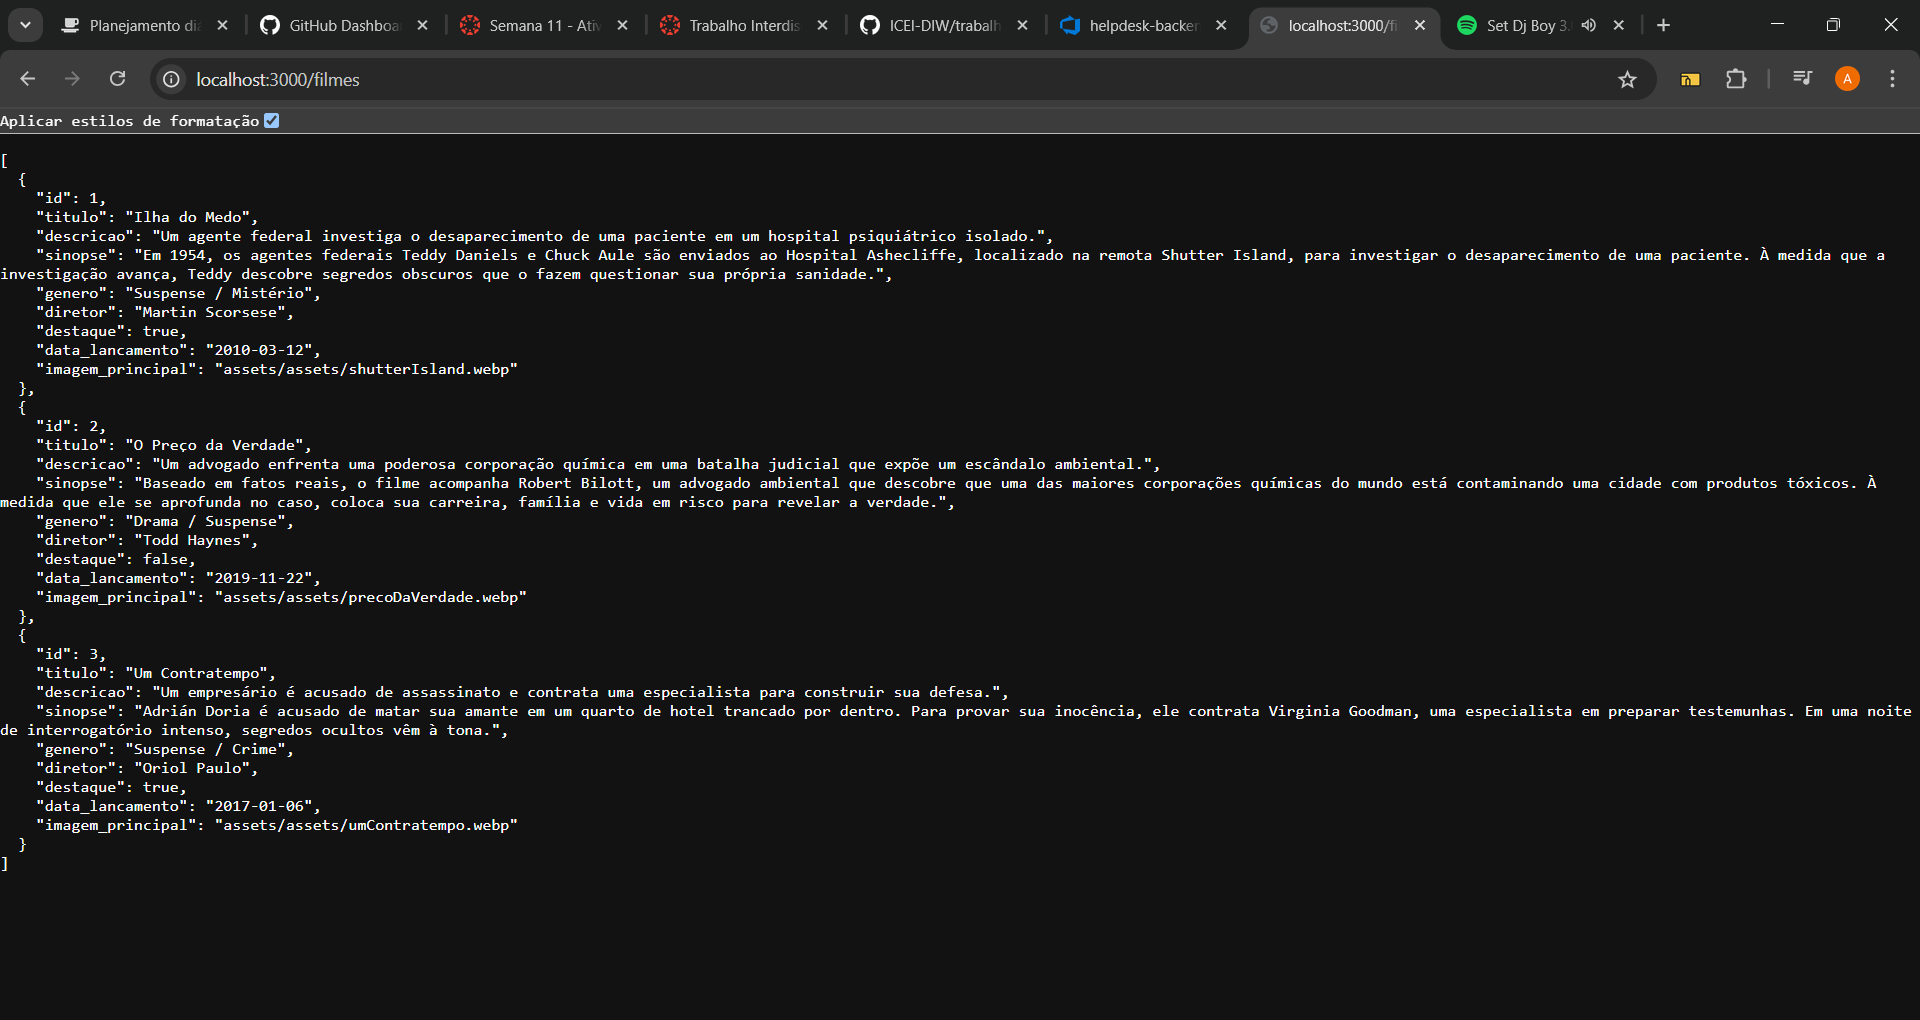 Planejamento di
GitHub Dashboa
Semana 11 - Ativ
Trabalho Interdis
ICEI-DIW/trabalh
helpdesk-backer
localhost:3000/fi
Set Dj Boy 3.
localhost:3000/filmes
A
Aplicar estilos de formatação
[
{
"id": 1,
"titulo": "Ilha do Medo",
"descricao": "Um agente federal investiga o desaparecimento de uma paciente em um hospital psiquiátrico isolado.",
"sinopse": "Em 1954, os agentes federais Teddy Daniels e Chuck Aule são enviados ao Hospital Ashecliffe, localizado na remota Shutter Island, para investigar o desaparecimento de uma paciente. À medida que a
investigação avança, Teddy descobre segredos obscuros que o fazem questionar sua própria sanidade.",
"genero": "Suspense / Mistério",
"diretor": "Martin Scorsese",
"destaque": true,
"data_lancamento": "2010-03-12",
"imagem_principal": "assets/assets/shutterIsland.webp"
},
{
"id": 2,
"titulo": "O Preço da Verdade",
"descricao": "Um advogado enfrenta uma poderosa corporação química em uma batalha judicial que expõe um escândalo ambiental.",
"sinopse": "Baseado em fatos reais, o filme acompanha Robert Bilott, um advogado ambiental que descobre que uma das maiores corporações químicas do mundo está contaminando uma cidade com produtos tóxicos. À
medida que ele se aprofunda no caso, coloca sua carreira, família e vida em risco para revelar a verdade.",
"genero": "Drama / Suspense",
"diretor": "Todd Haynes",
"destaque": false,
"data_lancamento": "2019-11-22",
"imagem_principal": "assets/assets/precoDaVerdade.webp"
},
{
"id": 3,
"titulo": "Um Contratempo",
"descricao": "Um empresário é acusado de assassinato e contrata uma especialista para construir sua defesa.",
"sinopse": "Adrián Doria é acusado de matar sua amante em um quarto de hotel trancado por dentro. Para provar sua inocência, ele contrata Virginia Goodman, uma especialista em preparar testemunhas. Em uma noite
de interrogatório intenso, segredos ocultos vêm à tona.",
"genero": "Suspense / Crime",
"diretor": "Oriol Paulo",
"destaque": true,
"data_lancamento": "2017-01-06",
"imagem_principal": "assets/assets/umContratempo.webp"
}
]